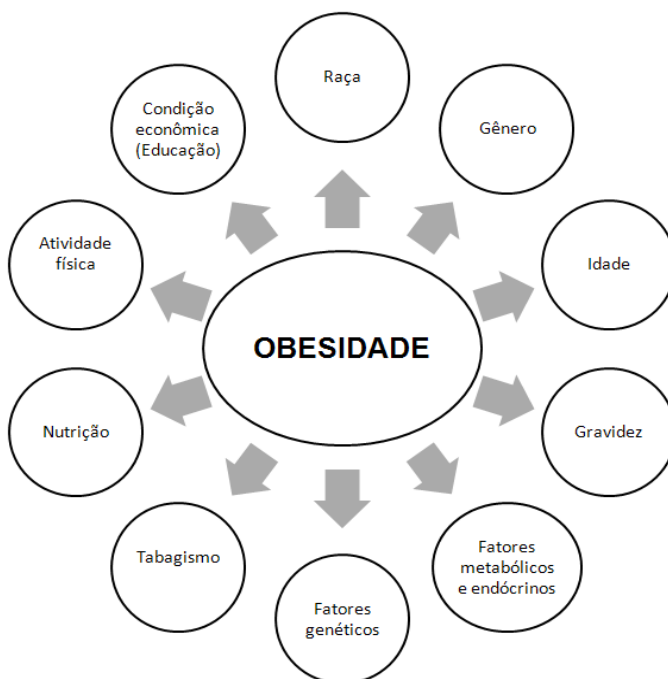 Raça
Gênero
Idade
Gravidez
Fatores
metabólicos
e endócrinos
Fatores
genéticos
Tabagismo
Nutrição
Atividade
física
Condição
econômica
(Educação)
OBESIDADE